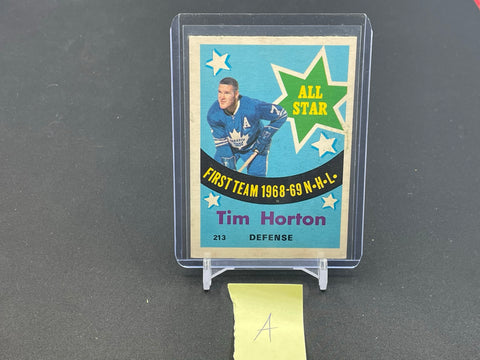 ALL
STAR
A
FIRST TEAM 1968-69 N.H.L.
Tim Horton
213 DEFENSE
A